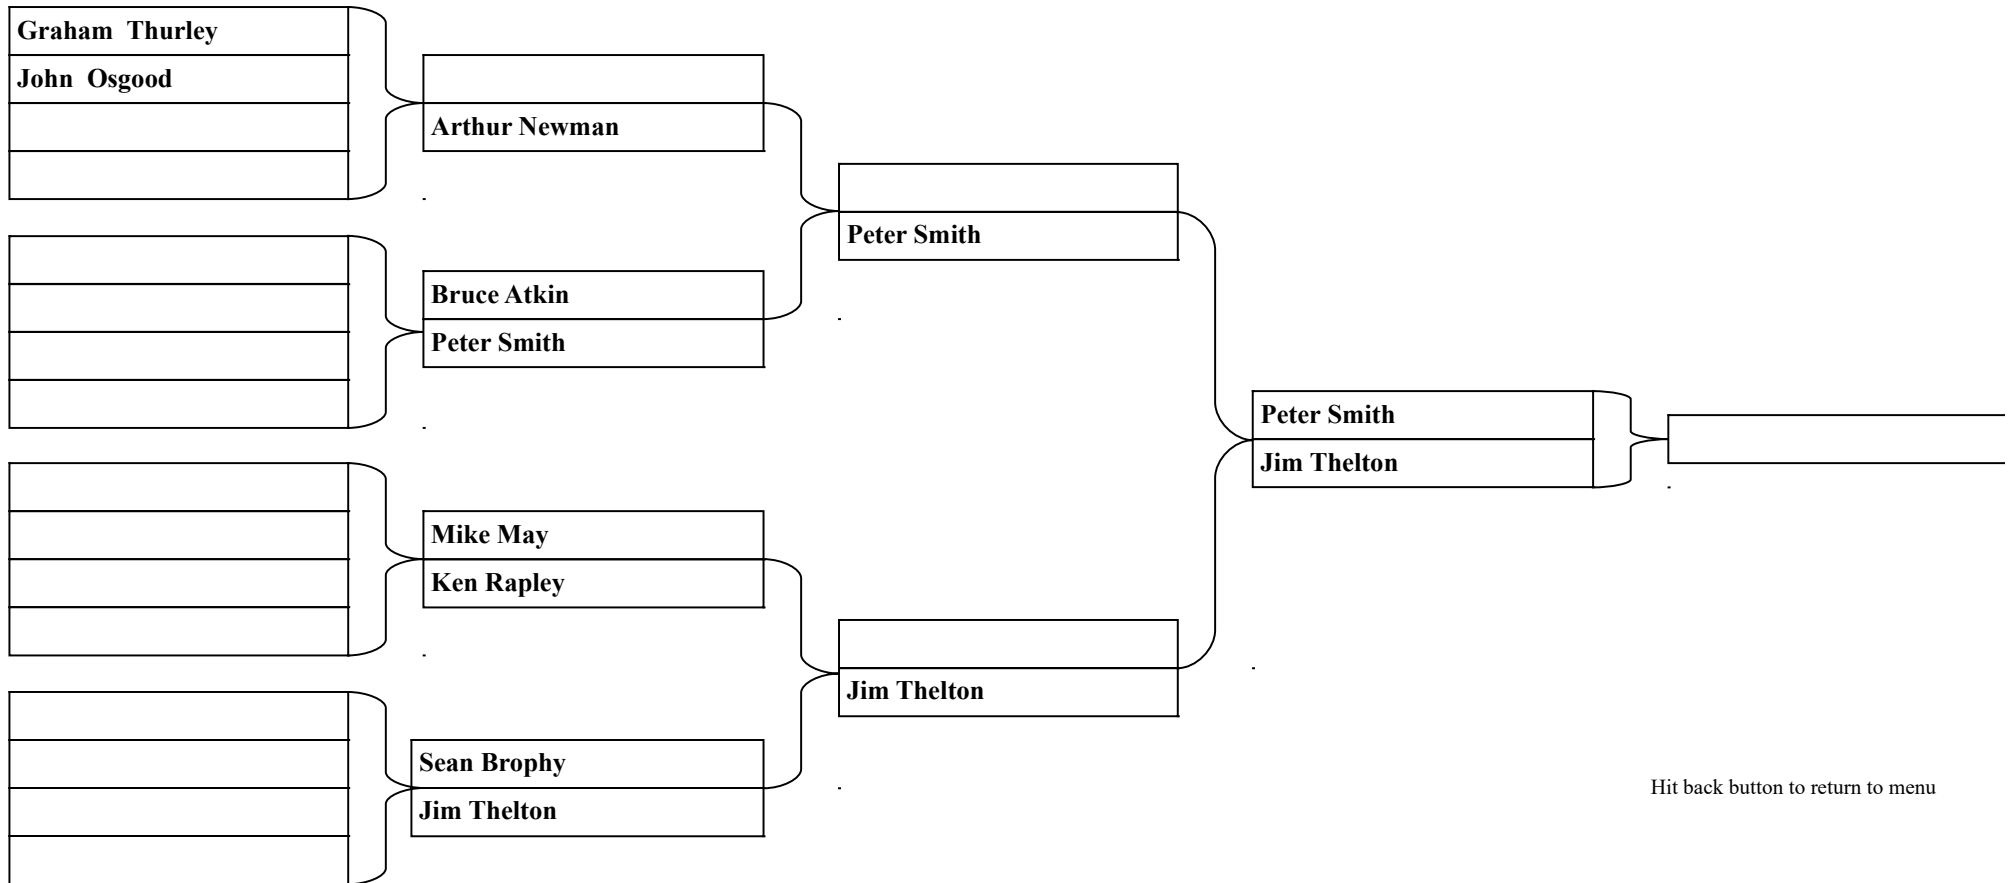 Graham  Thurley
John  Osgood
Arthur Newman
Bruce Atkin
Peter Smith
Mike May
Ken Rapley
Sean Brophy
Jim Thelton
Peter Smith
Jim Thelton
Peter Smith
Jim Thelton
Hit back button to return to menu